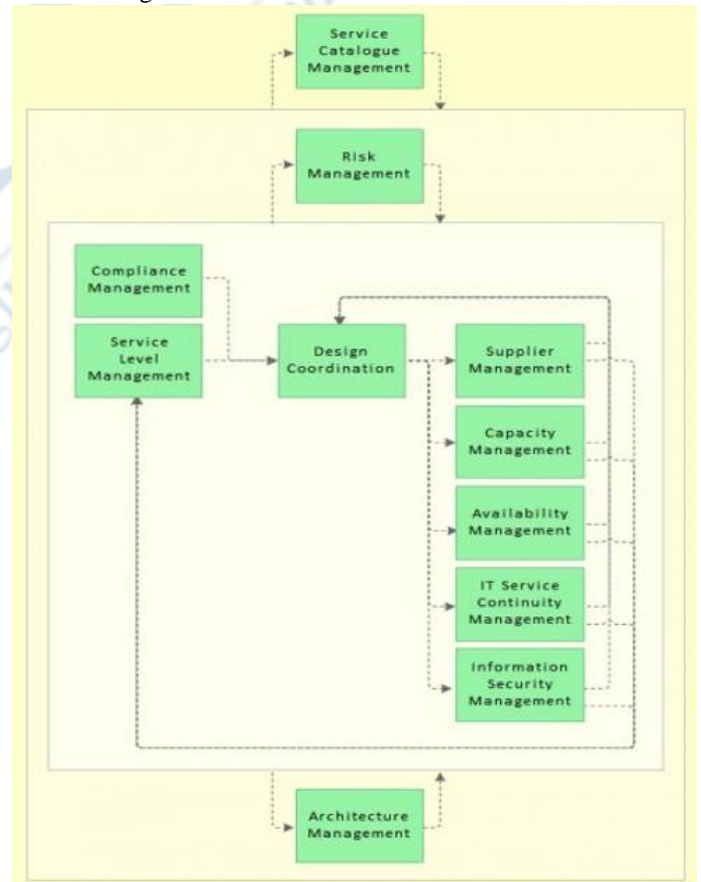 Service
Catalogue
Management
Risk
Management
Compliance
Management
Service
Level
Management
Design
Coordination
Supplier
Management
Capacity
Management
Availability
Management
IT Service
Continuity
Management
Information
Security
Management
Architecture
Management